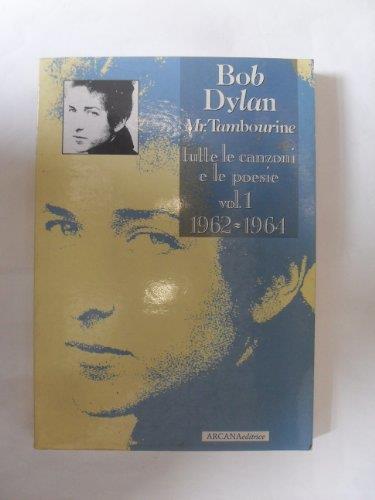 Bob
Dylan
Mr. Tambourine
tutte le canzoni
e le poesie
vol. 1
1962-1964
ARCANAeditrice